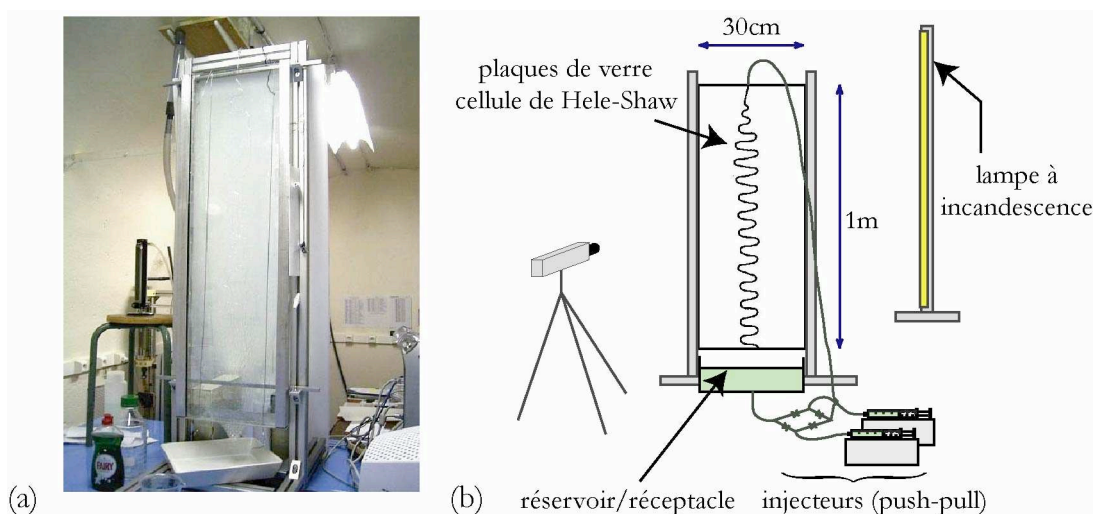 30cm
plaques de verre
cellule de Hele-Shaw
lampe à
incandescence
1m
FAIRY
(a)
(b)
réservoir/réceptacle
injecteurs (push-pull)